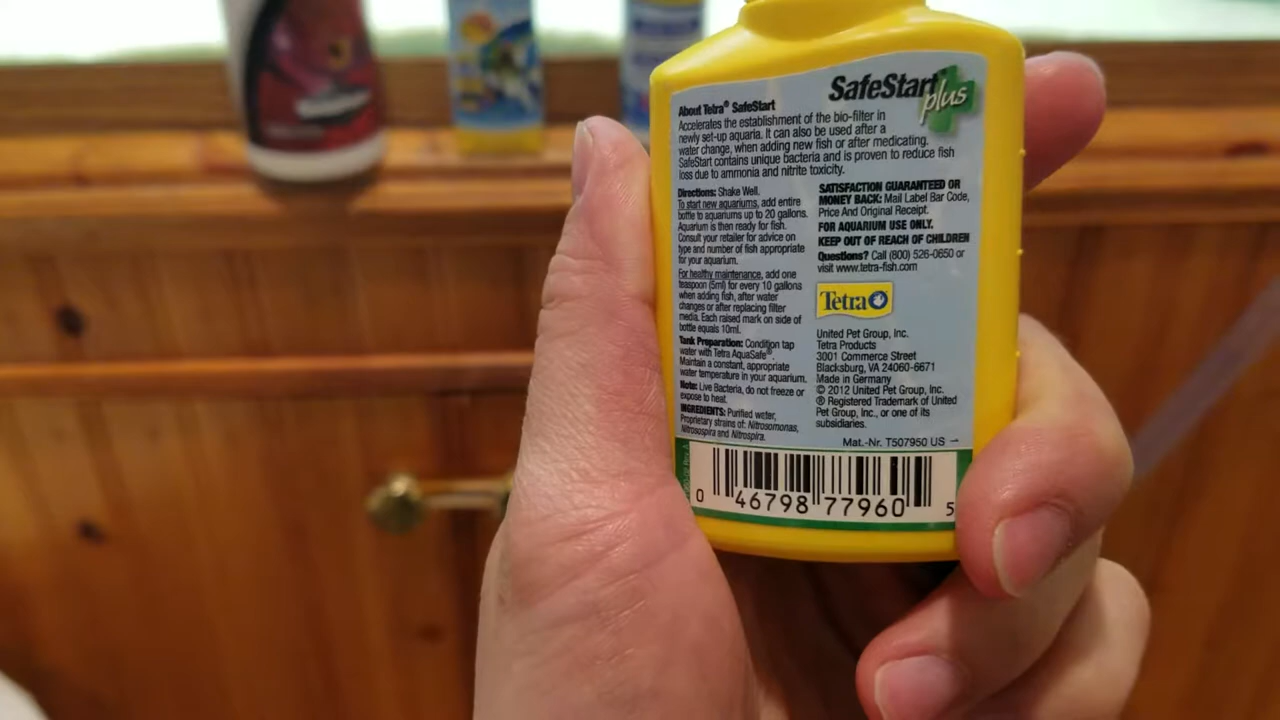 SafeStart
plus
About Tetra® SafeStart
Accelerates the establishment of the bio-filter in
newly set-up aquaria. It can also be used after a
water change, when adding new fish or after medicating.
SafeStart contains unique bacteria and is proven to reduce fish
loss due to ammonia and nitrite toxicity.
Directions: Shake Well.
To start new aquariums, add entire
bottle to aquariums up to 20 gallons.
Aquarium is then ready for fish.
Consult your retailer for advice on
type and number of fish appropriate
for your aquarium.
For healthy maintenance, add one
teaspoon (5ml) for every 10 gallons
when adding fish, after water
changes or after replacing filter
media. Each raised mark on side of
bottle equals 10ml.
Tank Preparation: Condition tap
water with Tetra AquaSafe®.
Maintain a constant, appropriate
water temperature in your aquarium.
Note: Live Bacteria, do not freeze or
expose to heat.
INGREDIENTS: Purified water,
Proprietary strains of: Nitrosomonas,
Nitrosospira and Nitrospira.
SATISFACTION GUARANTEED OR
MONEY BACK: Mail Label Bar Code,
Price And Original Receipt.
FOR AQUARIUM USE ONLY.
KEEP OUT OF REACH OF CHILDREN
Questions? Call (800) 526-0650 or
visit www.tetra-fish.com
Tetra
United Pet Group, Inc.
Tetra Products
3001 Commerce Street
Blacksburg, VA 24060-6671
Made in Germany
© 2012 United Pet Group, Inc.
® Registered Trademark of United
Pet Group, Inc., or one of its
subsidiaries.
Mat.-Nr. T507950 US
0 46798 77960 5